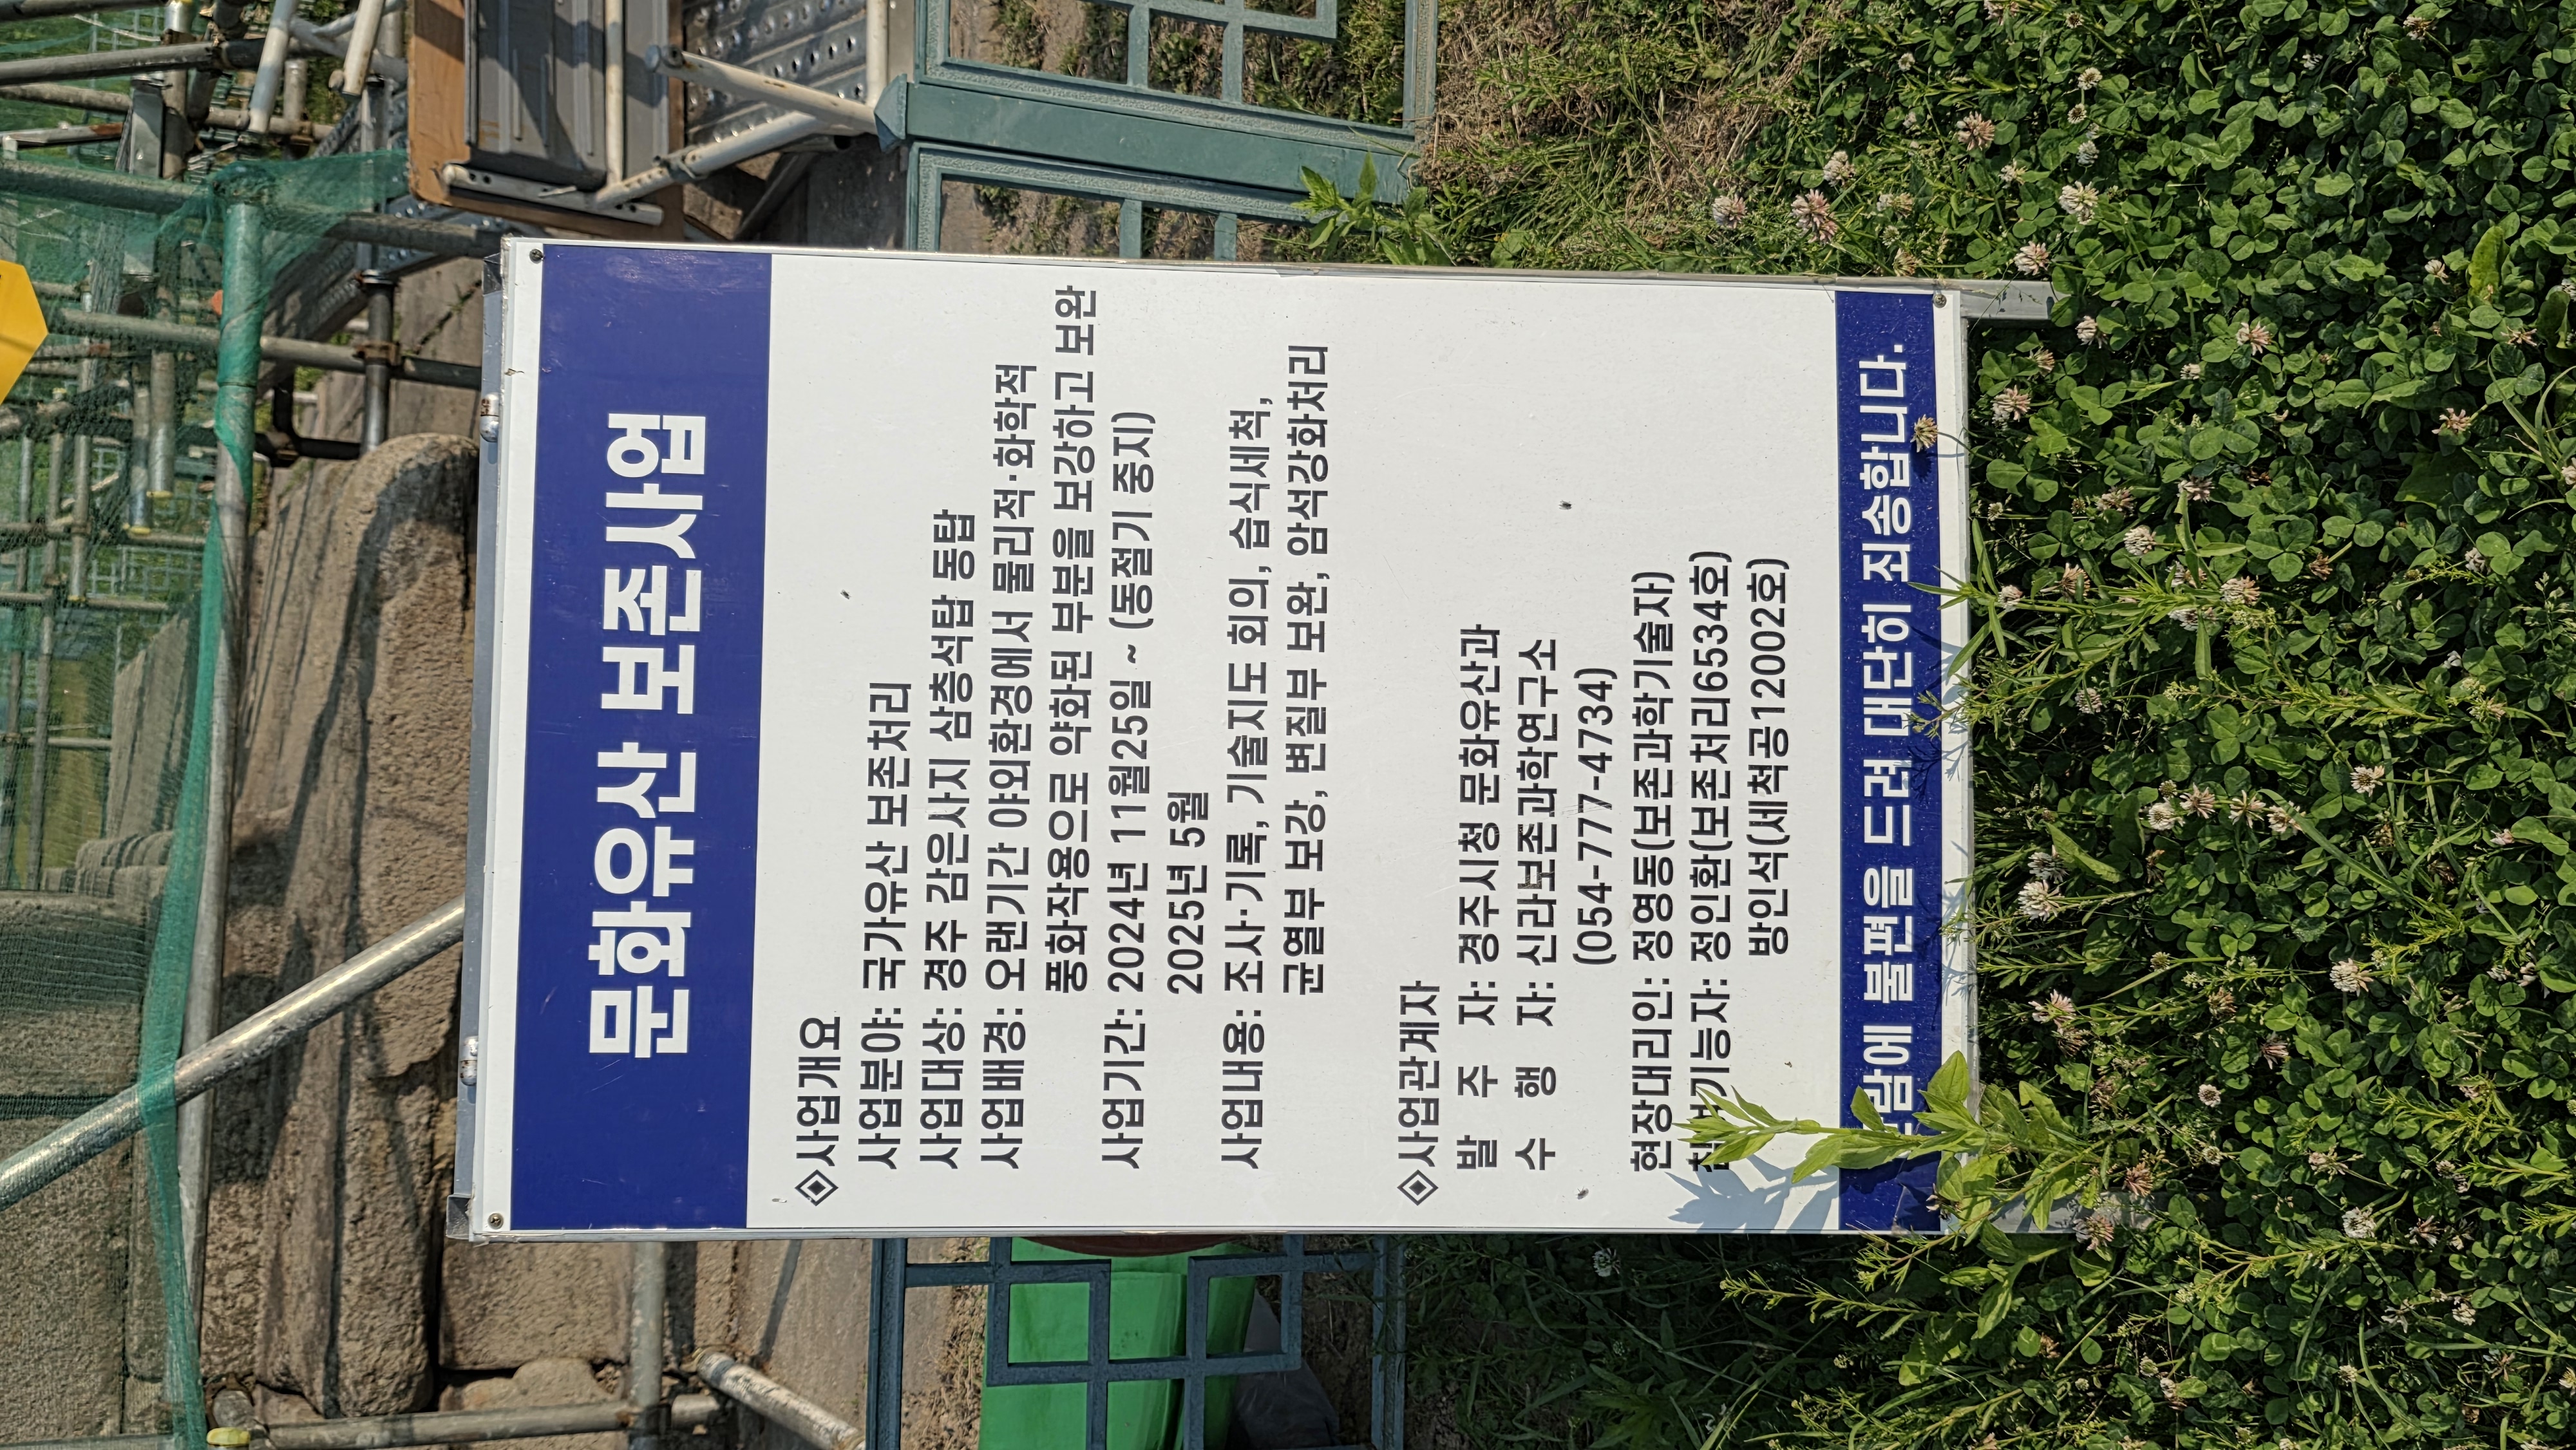 문화유산 보존사업
◈사업개요
사업분야: 국가유산 보존처리
사업대상: 경주 감은사지 삼층석탑 동탑
사업배경: 오랜기간 야외환경에서 물리적·화학적
풍화작용으로 약화된 부분을 보강하고 보완
사업기간: 2024년 11월25일 ~ (동절기 중지)
2025년 5월
사업내용: 조사·기록, 기술지도 회의, 습식세척,
균열부 보강, 변질부 보완, 암석강화처리
◈사업관계자
발 주 자: 경주시청 문화유산과
수 행 자: 신라보존과학연구소
(054-777-4734)
현장대리인: 정영동(보존과학기술자)
정인환(보존처리6534호)
방인석(세척공12002호)
불편을 드려 대단히 죄송합니다.